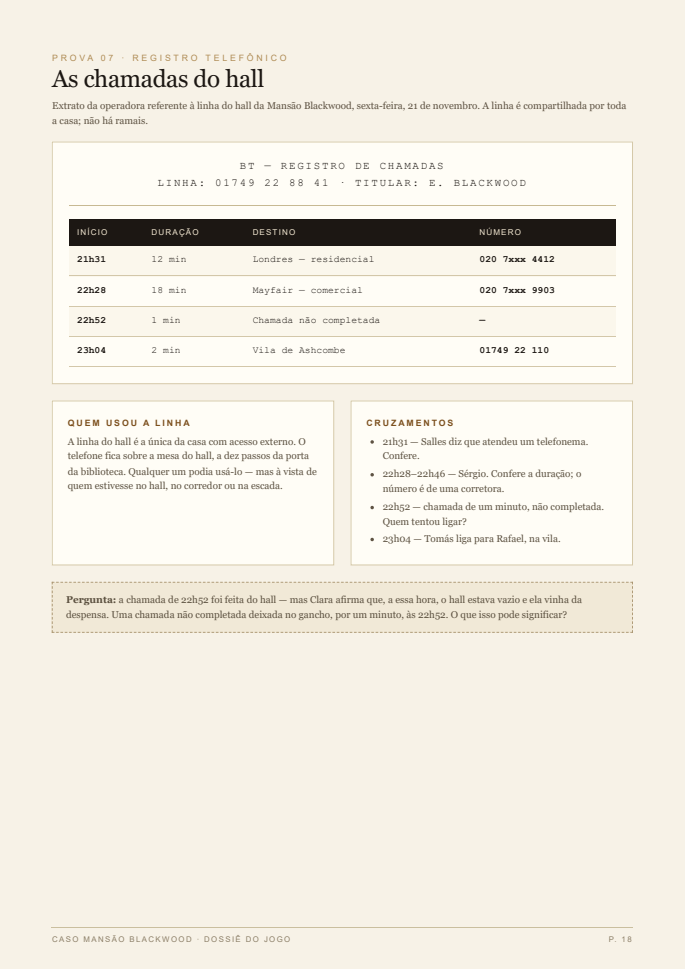 PROVA 07 · REGISTRO TELEFÔNICO
As chamadas do hall
Extrato da operadora referente à linha do hall da Mansão Blackwood, sexta-feira, 21 de novembro. A linha é compartilhada por toda
a casa; não há ramais.
BT — REGISTRO DE CHAMADAS
LINHA: 01749 22 88 41 · TITULAR: E. BLACKWOOD
INÍCIO DURAÇÃO DESTINO NÚMERO
21h31 12 min Londres — residencial 020 7xxx 4412
22h28 18 min Mayfair — comercial 020 7xxx 9903
22h52 1 min Chamada não completada —
23h04 2 min Vila de Ashcombe 01749 22 110
QUEM USOU A LINHA
A linha do hall é a única da casa com acesso externo. O
telefone fica sobre a mesa do hall, a dez passos da porta
da biblioteca. Qualquer um podia usá-lo — mas à vista de
quem estivesse no hall, no corredor ou na escada.
CRUZAMENTOS
• 21h31 — Salles diz que atendeu um telefonema.
Confere.
• 22h28–22h46 — Sérgio. Confere a duração; o
número é de uma corretora.
• 22h52 — chamada de um minuto, não completada.
Quem tentou ligar?
• 23h04 — Tomás liga para Rafael, na vila.
Pergunta: a chamada de 22h52 foi feita do hall — mas Clara afirma que, a essa hora, o hall estava vazio e ela vinha da
despensa. Uma chamada não completada deixada no gancho, por um minuto, às 22h52. O que isso pode significar?
CASO MANSÃO BLACKWOOD · DOSSIÊ DO JOGO
P. 18